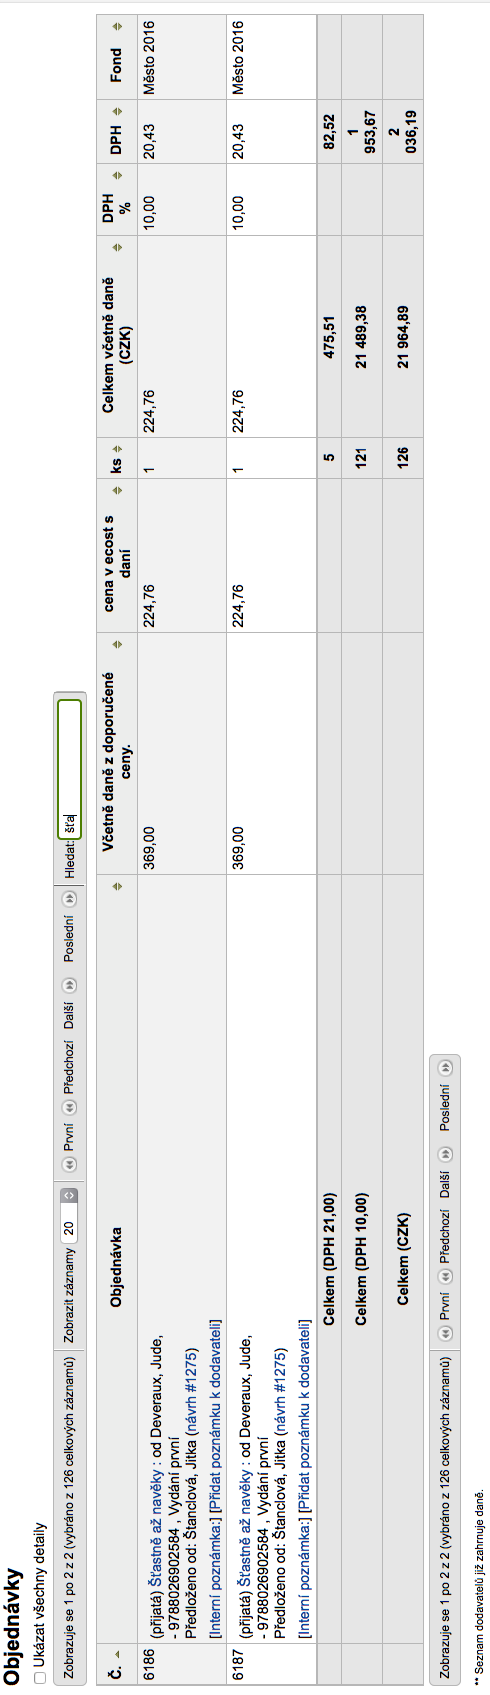 Objednávky
Ukázat všechny detaily
Zobrazuje se 1 po 2 z 2 (vybráno z 126 celkových záznamů) Zobrazit záznamy 20 První Předchozí Další Poslední Hledat: šťa
Č. Objednávka Včetně daně z doporučené cena v ecost s ks Celkem včetně daně DPH DPH Fond
ceny. daní (CZK) %
6186 (přijatá) Šťastně až navěky : od Deveraux, Jude, 369,00 224,76 1 224,76 10,00 20,43 Město 2016
- 9788026902584 , Vydání první
Předloženo od: Štanclová, Jitka (návrh #1275)
[Interní poznámka:] [Přidat poznámku k dodavateli]
6187 (přijatá) Šťastně až navěky : od Deveraux, Jude, 369,00 224,76 1 224,76 10,00 20,43 Město 2016
- 9788026902584 , Vydání první
Předloženo od: Štanclová, Jitka (návrh #1275)
[Interní poznámka:] [Přidat poznámku k dodavateli]
Celkem (DPH 21,00) 5 475,51 82,52
Celkem (DPH 10,00) 121 21 489,38 1
953,67
Celkem (CZK) 126 21 964,89 2
036,19
Zobrazuje se 1 po 2 z 2 (vybráno z 126 celkových záznamů) První Předchozí Další Poslední
** Seznam dodavatelů již zahrnuje daně.